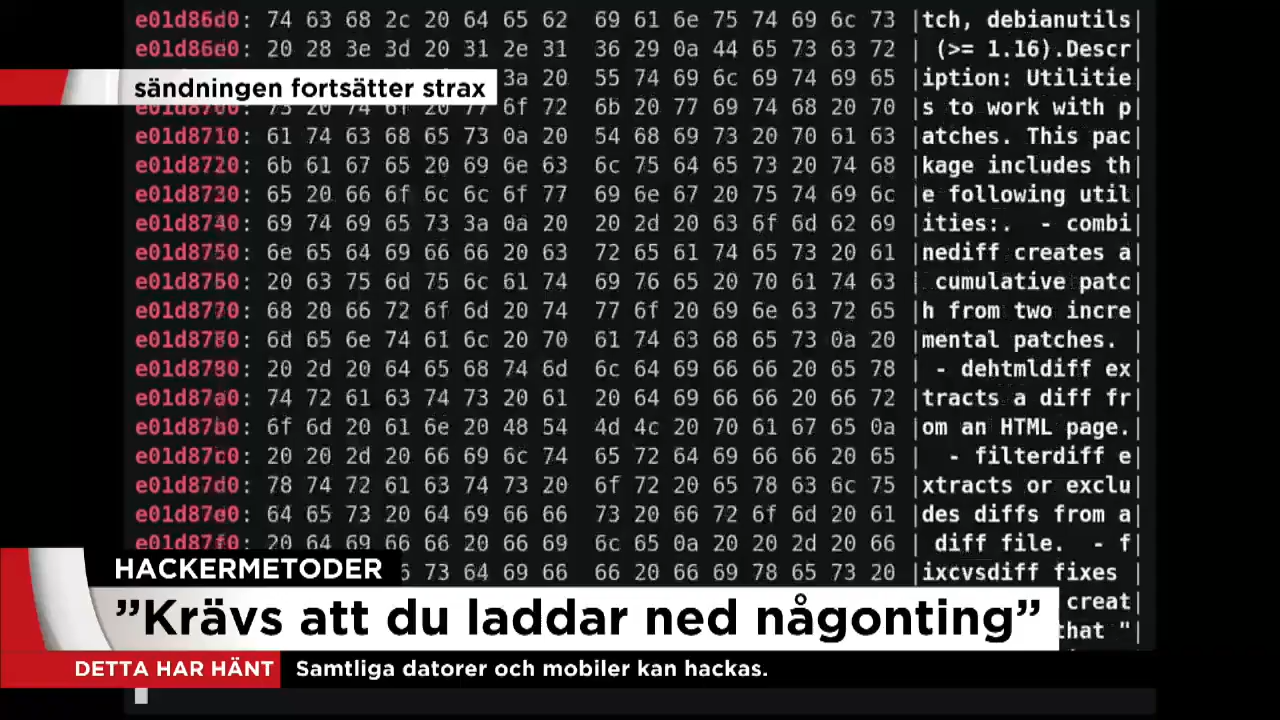 e01d86d0: 74 63 68 2c 20 64 65 62 69 61 6e 75 74 69 6c 73 |tch, debianutils|
e01d86e0: 20 28 3e 3d 20 31 2e 31 36 29 0a 44 65 73 63 72 | (>= 1.16).Descr|
sändningen fortsätter strax 3a 20 55 74 69 6c 69 74 69 65 |iption: Utilitie|
e01d8700: 73 20 74 6f 20 77 6f 72 6b 20 77 69 74 68 20 70 |s to work with p|
e01d8710: 61 74 63 68 65 73 0a 20 54 68 69 73 20 70 61 63 |atches. This pac|
e01d8720: 6b 61 67 65 20 69 6e 63 6c 75 64 65 73 20 74 68 |kage includes th|
e01d8730: 65 20 66 6f 6c 6c 6f 77 69 6e 67 20 75 74 69 6c |e following util|
e01d8740: 69 74 69 65 73 3a 0a 20 20 2d 20 63 6f 6d 62 69 |ities:.  - combi|
e01d8750: 6e 65 64 69 66 66 20 63 72 65 61 74 65 73 20 61 |nediff creates a|
e01d8760: 20 63 75 6d 75 6c 61 74 69 76 65 20 70 61 74 63 | cumulative patc|
e01d8770: 68 20 66 72 6f 6d 20 74 77 6f 20 69 6e 63 72 65 |h from two incre|
e01d8780: 6d 65 6e 74 61 6c 20 70 61 74 63 68 65 73 0a 20 |mental patches. |
e01d8790: 20 2d 20 64 65 68 74 6d 6c 64 69 66 66 20 65 78 | - dehtmldiff ex|
e01d87a0: 74 72 61 63 74 73 20 61 20 64 69 66 66 20 66 72 |tracts a diff fr|
e01d87b0: 6f 6d 20 61 6e 20 48 54 4d 4c 20 70 61 67 65 0a |om an HTML page.|
e01d87c0: 20 20 2d 20 66 69 6c 74 65 72 64 69 66 66 20 65 |  - filterdiff e|
e01d87d0: 78 74 72 61 63 74 73 20 6f 72 20 65 78 63 6c 75 |xtracts or exclu|
e01d87e0: 64 65 73 20 64 69 66 66 73 20 66 72 6f 6d 20 61 |des diffs from a|
e01d87f0: 20 64 69 66 66 20 66 69 6c 65 0a 20 20 2d 20 66 | diff file.  - f|
HACKERMETODER 73 64 69 66 66 20 66 69 78 65 73 20 |ixcvsdiff fixes |
”Krävs att du laddar ned någonting” creat|
that "|
DETTA HAR HÄNT Samtliga datorer och mobiler kan hackas.